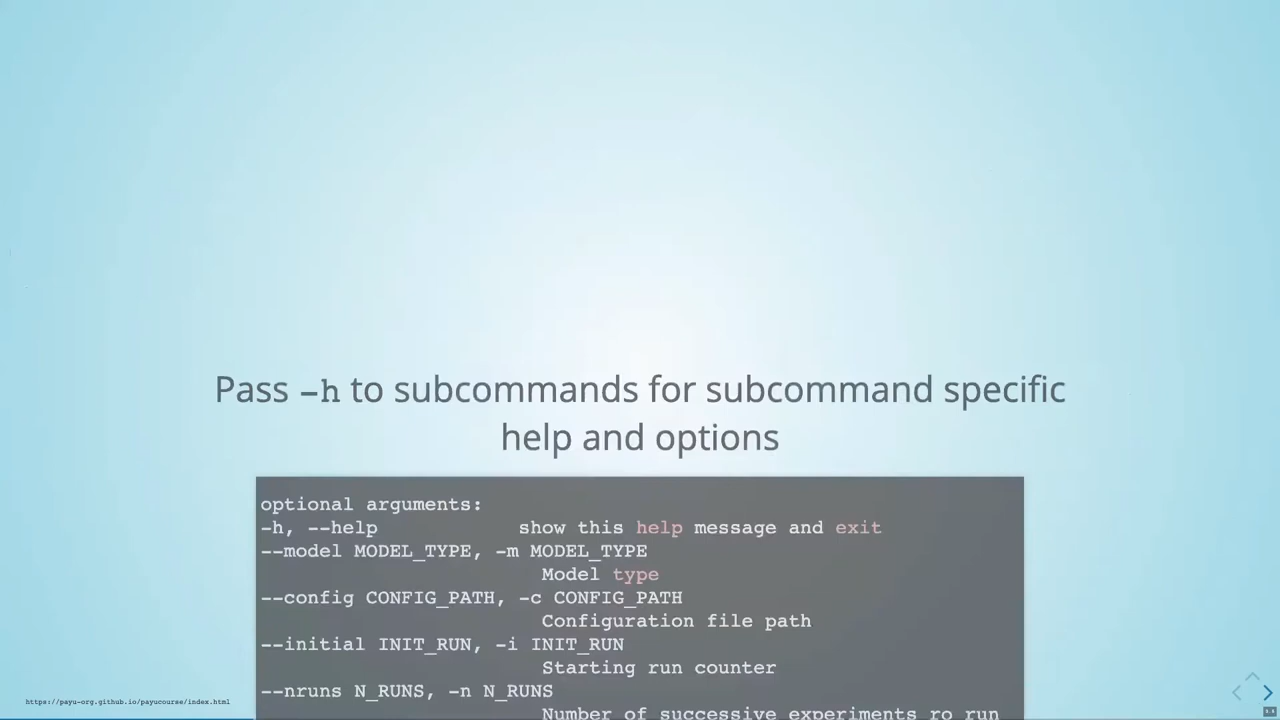 Pass -h to subcommands for subcommand specific
help and options
optional arguments:
-h, --help show this help message and exit
--model MODEL_TYPE, -m MODEL_TYPE
Model type
--config CONFIG_PATH, -c CONFIG_PATH
Configuration file path
--initial INIT_RUN, -i INIT_RUN
Starting run counter
--nruns N_RUNS, -n N_RUNS
Number of successive experiments ro run
https://payu-org.github.io/payucourse/index.html